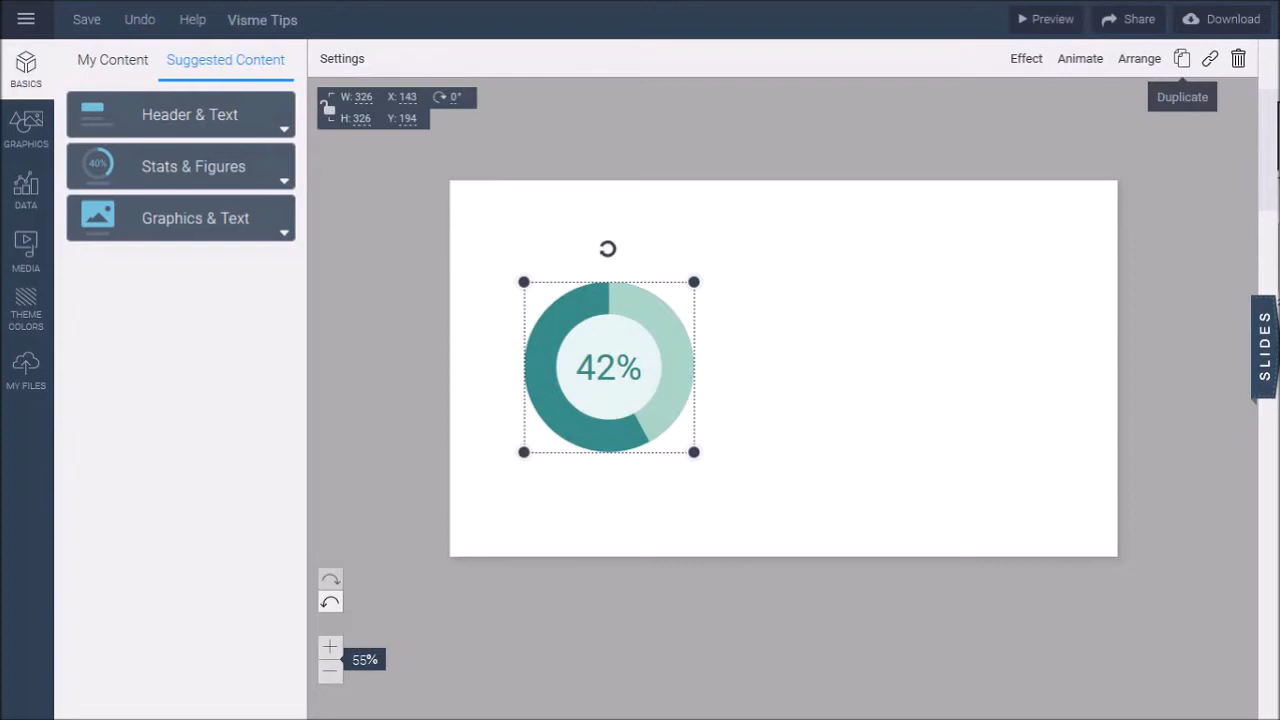 Save Undo Help Visme Tips Preview Share Download
BASICS
GRAPHICS
DATA
MEDIA
THEME
COLORS
MY FILES
My Content Suggested Content
Header & Text
40% Stats & Figures
Graphics & Text
Settings Effect Animate Arrange
Duplicate
W: 326 X: 143 0°
H: 326 Y: 194
42%
SLIDES
55%